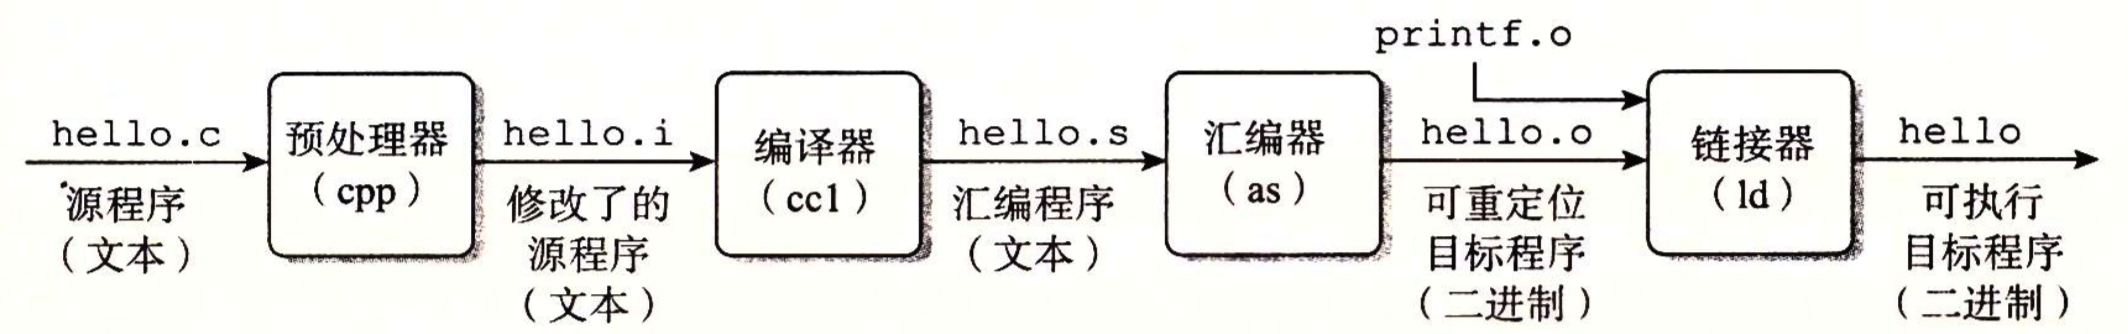 printf.o
hello.c
预处理器
（cpp）
hello.i
编译器
（cc1）
hello.s
汇编器
（as）
hello.o
链接器
（ld）
hello
源程序
（文本）
修改了的
源程序
（文本）
汇编程序
（文本）
可重定位
目标程序
（二进制）
可执行
目标程序
（二进制）